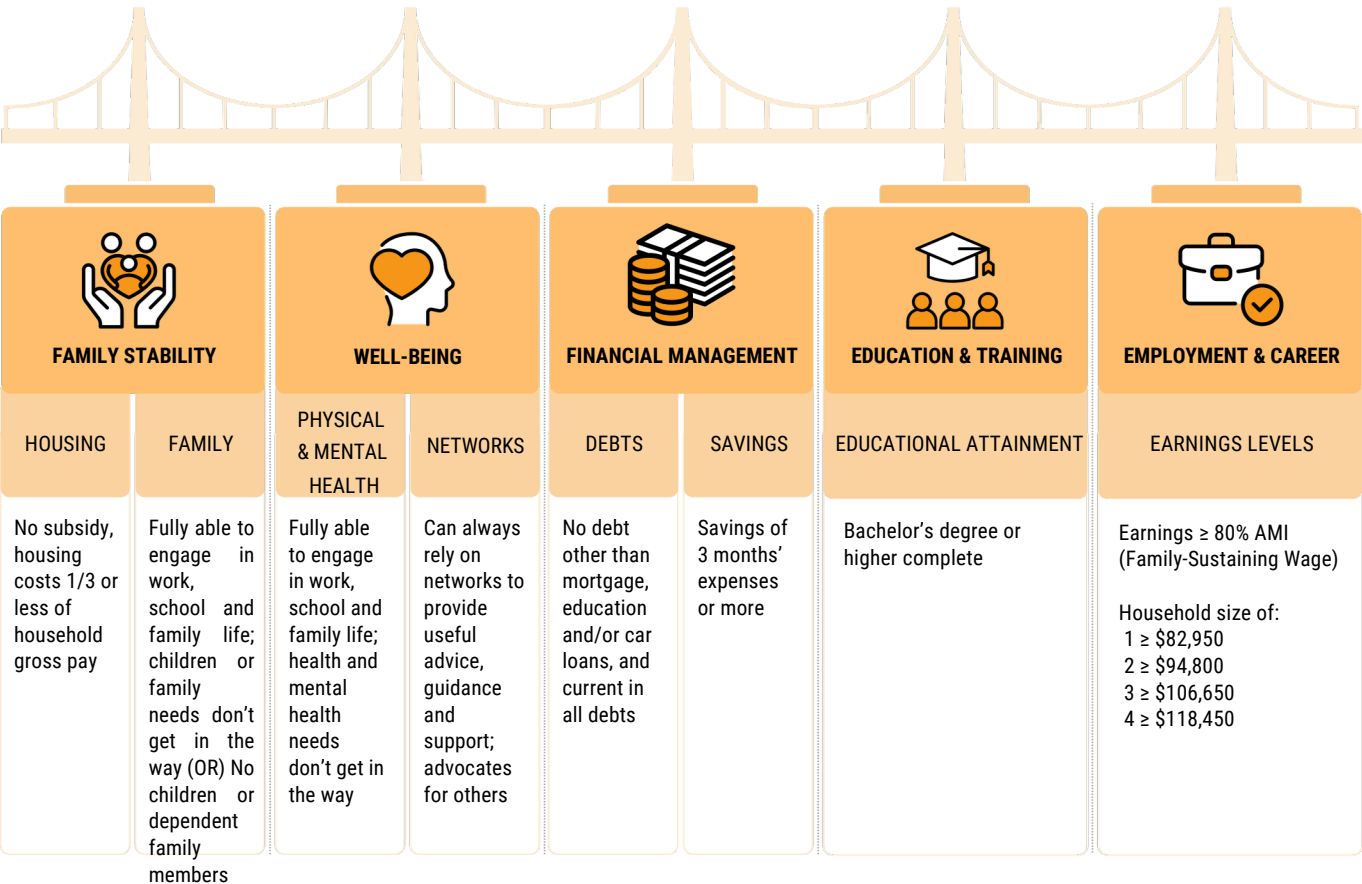 FAMILY STABILITY
WELL-BEING
FINANCIAL MANAGEMENT
EDUCATION & TRAINING
EMPLOYMENT & CAREER
HOUSING
FAMILY
PHYSICAL
& MENTAL
HEALTH
NETWORKS
DEBTS
SAVINGS
EDUCATIONAL ATTAINMENT
EARNINGS LEVELS
No subsidy,
housing
costs 1/3 or
less of
household
gross pay
Fully able to
engage in
work,
school and
family life;
children or
family
needs don’t
get in the
way (OR) No
children or
dependent
family
members
Fully able
to engage
in work,
school and
family life;
health and
mental
health
needs
don’t get in
the way
Can always
rely on
networks to
provide
useful
advice,
guidance
and
support;
advocates
for others
No debt
other than
mortgage,
education
and/or car
loans, and
current in
all debts
Savings of
3 months’
expenses
or more
Bachelor’s degree or
higher complete
Earnings ≥ 80% AMI
(Family-Sustaining Wage)
Household size of:
1 ≥ $82,950
2 ≥ $94,800
3 ≥ $106,650
4 ≥ $118,450